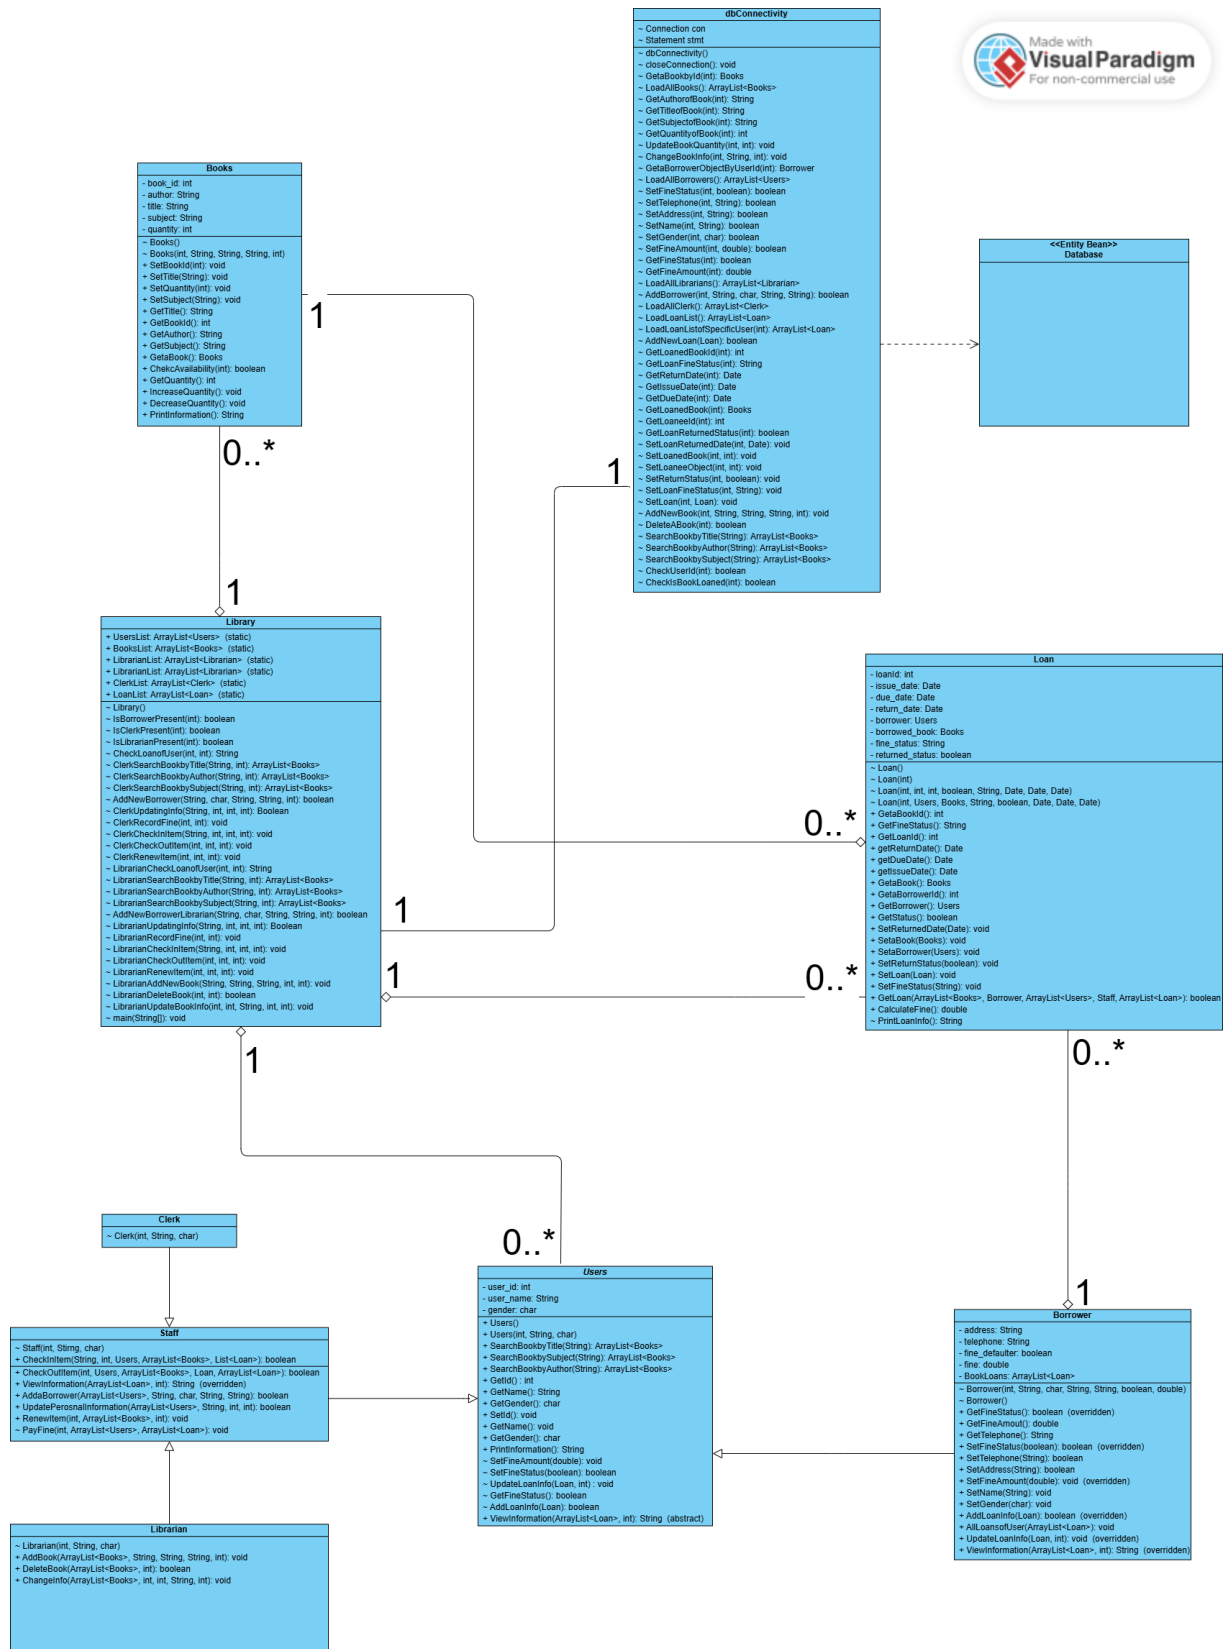 dbConnectivity
~ Connection con
~ Statement stmt
~ dbConnectivity()
~ closeConnection(): void
~ GetaBookbyId(int): Books
~ LoadAllBooks(): ArrayList<Books>
~ GetAuthorofBook(int): String
~ GetTitleofBook(int): String
~ GetSubjectofBook(int): String
~ GetQuantityofBook(int): int
~ UpdateBookQuantity(int, int): void
~ ChangeBookInfo(int, String, int): void
~ GetaBorrowerObjectByUserId(int): Borrower
~ LoadAllBorrowers(): ArrayList<Users>
~ SetFineStatus(int, boolean): boolean
~ SetTelephone(int, String): boolean
~ SetAddress(int, String): boolean
~ SetName(int, String): boolean
~ SetGender(int, char): boolean
~ SetFineAmount(int, double): boolean
~ GetFineStatus(int): boolean
~ GetFineAmount(int): double
~ LoadAllLibrarians(): ArrayList<Librarian>
~ AddBorrower(int, String, char, String, String): boolean
~ LoadAllClerk(): ArrayList<Clerk>
~ LoadLoanList(): ArrayList<Loan>
~ LoadLoanListofSpecificUser(int): ArrayList<Loan>
~ AddNewLoan(Loan): boolean
~ GetLoanedBookId(int): int
~ GetLoanFineStatus(int): String
~ GetReturnDate(int): Date
~ GetIssueDate(int): Date
~ GetDueDate(int): Date
~ GetLoanedBook(int): Books
~ GetLoaneeId(int): int
~ GetLoanReturnedStatus(int): boolean
~ SetLoanReturnedDate(int, Date): void
~ SetLoanedBook(int, int): void
~ SetLoaneeObject(int, int): void
~ SetReturnStatus(int, boolean): void
~ SetLoanFineStatus(int, String): void
~ SetLoan(int, Loan): void
~ AddNewBook(int, String, String, String, int): void
~ DeleteABook(int): boolean
~ SearchBookbyTitle(String): ArrayList<Books>
~ SearchBookbyAuthor(String): ArrayList<Books>
~ SearchBookbySubject(String): ArrayList<Books>
~ CheckUserId(int): boolean
~ CheckIsBookLoaned(int): boolean
Made with
Visual Paradigm
For non-commercial use
Books
- book_id: int
- author: String
- title: String
- subject: String
- quantity: int
~ Books()
~ Books(int, String, String, String, int)
+ SetBookId(int): void
+ SetTitle(String): void
+ SetQuantity(int): void
+ SetSubject(String): void
+ GetTitle(): String
+ GetBookId(): int
+ GetAuthor(): String
+ GetSubject(): String
+ GetaBook(): Books
+ ChekcAvailability(int): boolean
+ GetQuantity(): int
+ IncreaseQuantity(): void
+ DecreaseQuantity(): void
+ PrintInformation(): String
<<Entity Bean>>
Database
1
0..*
1
1
Library
+ UsersList: ArrayList<Users> (static)
+ BooksList: ArrayList<Books> (static)
+ LibrarianList: ArrayList<Librarian> (static)
+ LibrarianList: ArrayList<Librarian> (static)
+ ClerkList: ArrayList<Clerk> (static)
+ LoanList: ArrayList<Loan> (static)
~ Library()
~ IsBorrowerPresent(int): boolean
~ IsClerkPresent(int): boolean
~ IsLibrarianPresent(int): boolean
~ CheckLoanofUser(int, int): String
~ ClerkSearchBookbyTitle(String, int): ArrayList<Books>
~ ClerkSearchBookbyAuthor(String, int): ArrayList<Books>
~ ClerkSearchBookbySubject(String, int): ArrayList<Books>
~ AddNewBorrower(String, char, String, String, int): boolean
~ ClerkUpdatingInfo(String, int, int, int): Boolean
~ ClerkRecordFine(int, int): void
~ ClerkCheckInItem(String, int, int, int): void
~ ClerkCheckOutItem(int, int, int): void
~ ClerkRenewItem(int, int, int): void
~ LibrarianCheckLoanofUser(int, int): String
~ LibrarianSearchBookbyTitle(String, int): ArrayList<Books>
~ LibrarianSearchBookbyAuthor(String, int): ArrayList<Books>
~ LibrarianSearchBookbySubject(String, int): ArrayList<Books>
~ AddNewBorrowerLibrarian(String, char, String, String, int): boolean
~ LibrarianUpdatingInfo(String, int, int, int): Boolean
~ LibrarianRecordFine(int, int): void
~ LibrarianCheckInItem(String, int, int, int): void
~ LibrarianCheckOutItem(int, int, int): void
~ LibrarianRenewItem(int, int, int): void
~ LibrarianAddNewBook(String, String, String, int, int): void
~ LibrarianDeleteBook(int, int): boolean
~ LibrarianUpdateBookInfo(int, int, String, int, int): void
~ main(String[]): void
Loan
- loanId: int
- issue_date: Date
- due_date: Date
- return_date: Date
- borrower: Users
- borrowed_book: Books
- fine_status: String
- returned_status: boolean
~ Loan()
~ Loan(int)
~ Loan(int, int, int, boolean, String, Date, Date, Date)
~ Loan(int, Users, Books, String, boolean, Date, Date, Date)
+ GetaBookId(): int
+ GetFineStatus(): String
+ GetLoanId(): int
+ getReturnDate(): Date
+ getDueDate(): Date
+ getIssueDate(): Date
+ GetaBook(): Books
+ GetaBorrowerId(): int
+ GetBorrower(): Users
+ GetStatus(): boolean
+ SetReturnedDate(Date): void
+ SetaBook(Books): void
+ SetaBorrower(Users): void
+ SetReturnStatus(boolean): void
+ SetLoan(Loan): void
+ SetFineStatus(String): void
+ GetLoan(ArrayList<Books>, Borrower, ArrayList<Users>, Staff, ArrayList<Loan>): boolean
+ CalculateFine(): double
~ PrintLoanInfo(): String
0..*
1
1
0..*
1
0..*
0..*
1
Clerk
~ Clerk(int, String, char)
Staff
~ Staff(int, Stirng, char)
+ CheckInItem(String, int, Users, ArrayList<Books>, List<Loan>): boolean
+ CheckOutItem(int, Users, ArrayList<Books>, Loan, ArrayList<Loan>): boolean
+ ViewInformation(ArrayList<Loan>, int): String (overridden)
+ AddaBorrower(ArrayList<Users>, String, char, String, String): boolean
+ UpdatePerosnalInformation(ArrayList<Users>, String, int, int): boolean
+ RenewItem(int, ArrayList<Books>, int): void
~ PayFine(int, ArrayList<Users>, ArrayList<Loan>): void
Librarian
~ Librarian(int, String, char)
+ AddBook(ArrayList<Books>, String, String, String, int): void
+ DeleteBook(ArrayList<Books>, int): boolean
+ ChangeInfo(ArrayList<Books>, int, int, String, int): void
Users
- user_id: int
- user_name: String
- gender: char
+ Users()
+ Users(int, String, char)
+ SearchBookbyTitle(String): ArrayList<Books>
+ SearchBookbySubject(String): ArrayList<Books>
+ SearchBookbyAuthor(String): ArrayList<Books>
+ GetId() : int
+ GetName(): String
+ GetGender(): char
+ SetId(): void
+ GetName(): void
+ GetGender(): char
+ PrintInformation(): String
~ SetFineAmount(double): void
~ SetFineStatus(boolean): boolean
~ UpdateLoanInfo(Loan, int) : void
~ GetFineStatus(): boolean
~ AddLoanInfo(Loan): boolean
+ ViewInformation(ArrayList<Loan>, int): String (abstract)
Borrower
- address: String
- telephone: String
- fine_defaulter: boolean
- fine: double
- BookLoans: ArrayList<Loan>
~ Borrower(int, String, char, String, String, boolean, double)
~ Borrower()
+ GetFineStatus(): boolean (overridden)
+ GetFineAmout(): double
+ GetTelephone(): String
+ SetFineStatus(boolean): boolean (overridden)
+ SetTelephone(String): boolean
+ SetAddress(String): boolean
+ SetFineAmount(double): void (overridden)
+ SetName(String): void
+ SetGender(char): void
+ AddLoanInfo(Loan): boolean (overridden)
+ AllLoansofUser(ArrayList<Loan>): void
+ UpdateLoanInfo(Loan, int): void (overridden)
+ ViewInformation(ArrayList<Loan>, int): String (overridden)